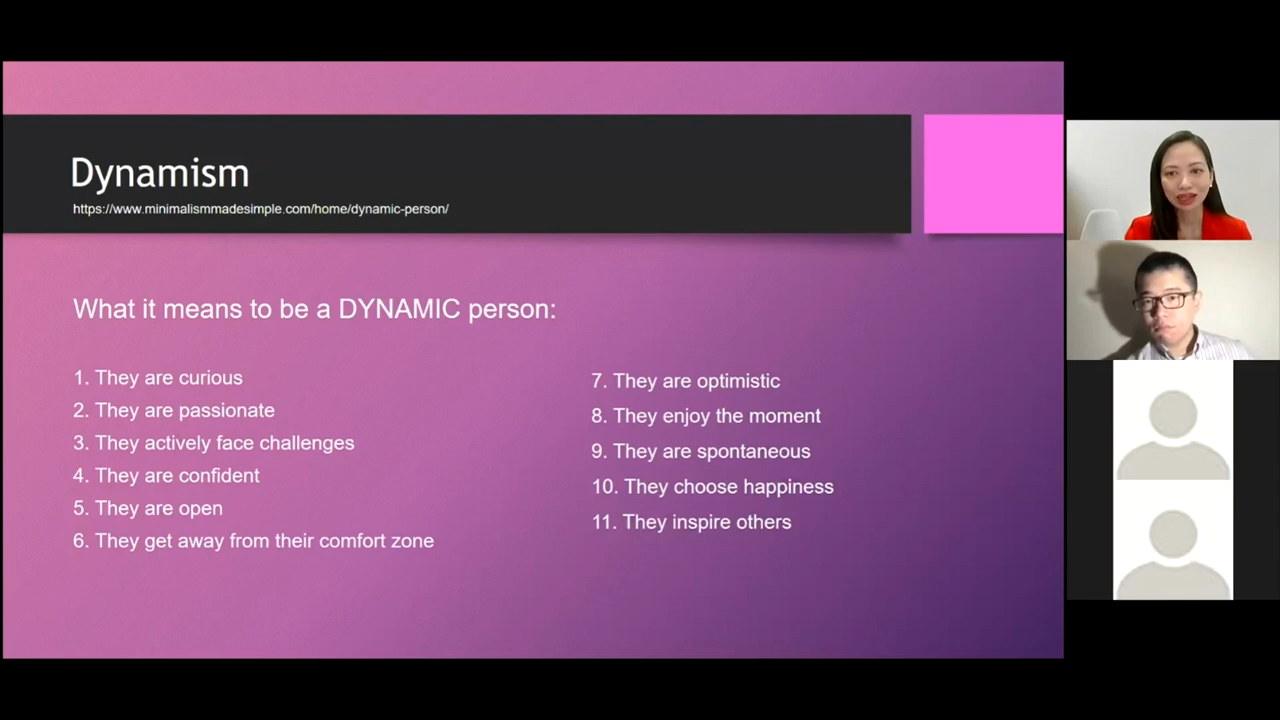 Dynamism
https://www.minimalismmadesimple.com/home/dynamic-person/
What it means to be a DYNAMIC person:
1. They are curious
2. They are passionate
3. They actively face challenges
4. They are confident
5. They are open
6. They get away from their comfort zone
7. They are optimistic
8. They enjoy the moment
9. They are spontaneous
10. They choose happiness
11. They inspire others